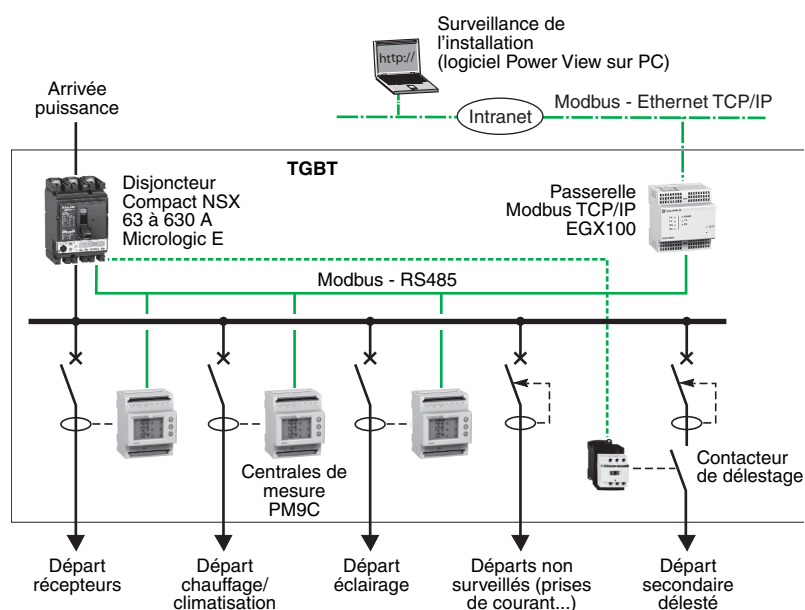 Surveillance de
l'installation
(logiciel Power View sur PC)
http://
Arrivée
puissance
Modbus - Ethernet TCP/IP
Intranet
TGBT
Disjoncteur
Compact NSX
63 à 630 A
Micrologic E
Passerelle
Modbus TCP/IP
EGX100
Modbus - RS485
Centrales de
mesure
PM9C
Contacteur
de délestage
Départ
récepteurs
Départ
chauffage/
climatisation
Départ
éclairage
Départs non
surveillés (prises
de courant...)
Départ
secondaire
délesté